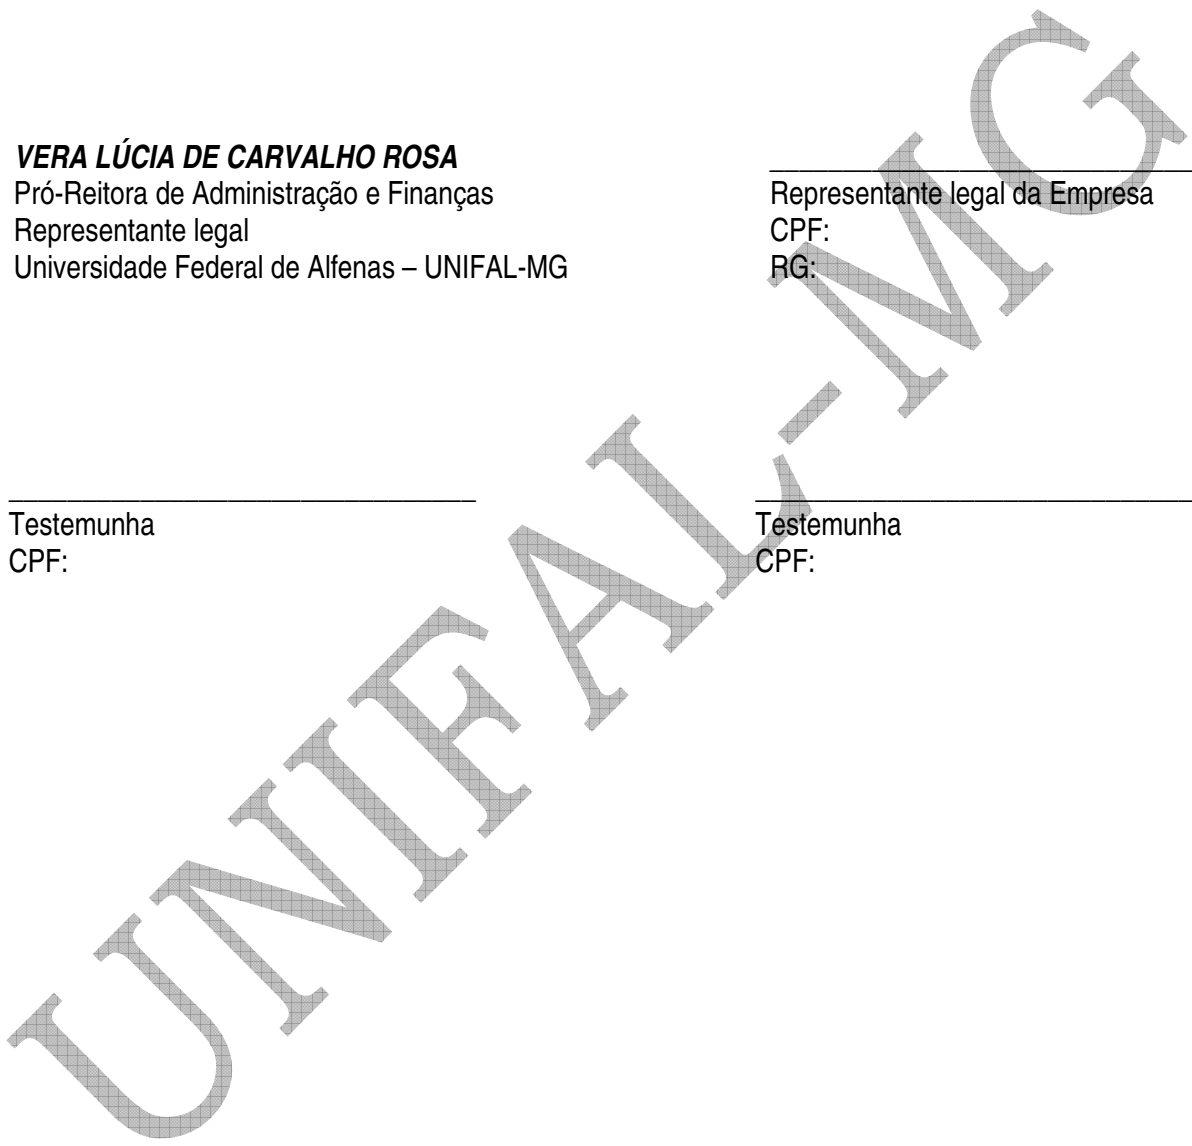 VERA LÚCIA DE CARVALHO ROSA
Pró-Reitora de Administração e Finanças
Representante legal
Universidade Federal de Alfenas – UNIFAL-MG
Representante legal da Empresa
CPF:
RG:
Testemunha
CPF:
Testemunha
CPF:
UNIFAL-MG